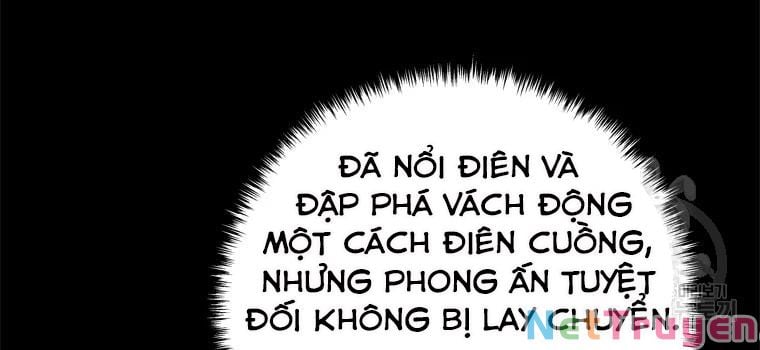 ĐÃ NỔI ĐIÊN VÀ
ĐẬP PHÁ VÁCH ĐỘNG
MỘT CÁCH ĐIÊN CUỒNG,
NHƯNG PHONG ẤN TUYỆT
ĐỐI KHÔNG BỊ LAY CHUYỂN.
NetTruyen